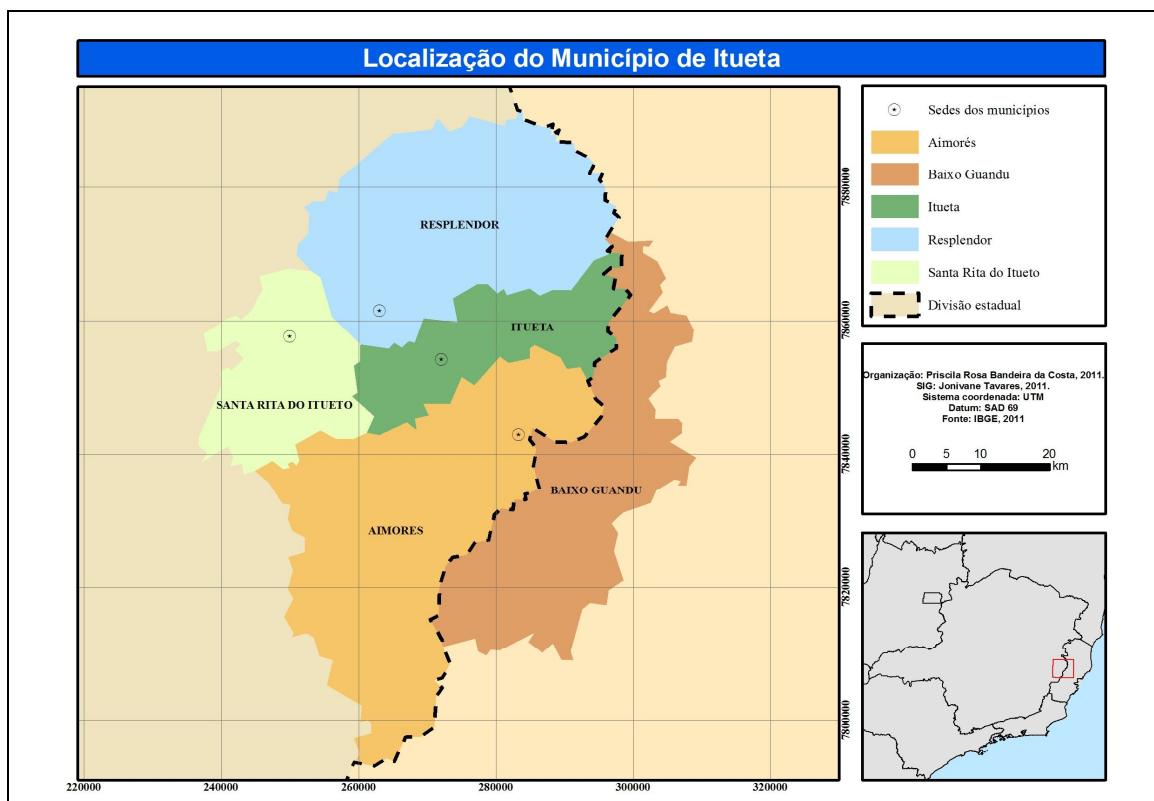 Localização do Município de Itueta
RESPLENDOR
ITUETA
SANTA RITA DO ITUETO
BAIXO GUANDU
AIMORES
7880000
7860000
7840000
7820000
7800000
220000
240000
260000
280000
300000
320000
Sedes dos municípios
Aimorés
Baixo Guandu
Itueta
Resplendor
Santa Rita do Itueto
Divisão estadual
Organização: Priscila Rosa Bandeira da Costa, 2011.
SIG: Jonivane Tavares, 2011.
Sistema coordenada: UTM
Datum: SAD 69
Fonte: IBGE, 2011
0 5 10 20
km